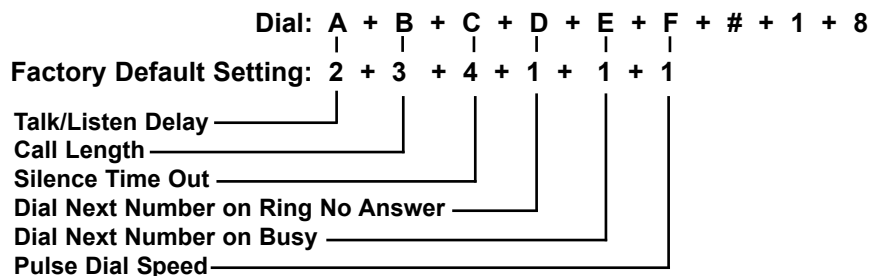 Dial: A + B + C + D + E + F + # + 1 + 8
Factory Default Setting: 2 + 3 + 4 + 1 + 1 + 1
Talk/Listen Delay
Call Length
Silence Time Out
Dial Next Number on Ring No Answer
Dial Next Number on Busy
Pulse Dial Speed